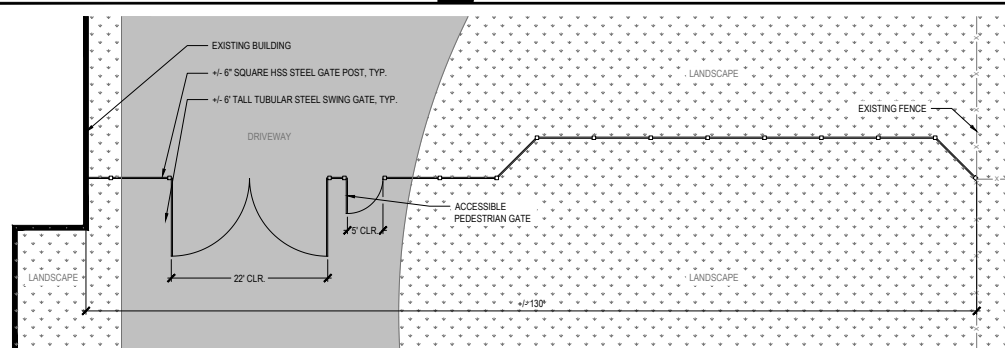 EXISTING BUILDING
+/- 6" SQUARE HSS STEEL GATE POST, TYP.
+/- 6' TALL TUBULAR STEEL SWING GATE, TYP.
LANDSCAPE
EXISTING FENCE
DRIVEWAY
ACCESSIBLE
PEDESTRIAN GATE
5' CLR.
LANDSCAPE
22' CLR.
LANDSCAPE
+/- 130'